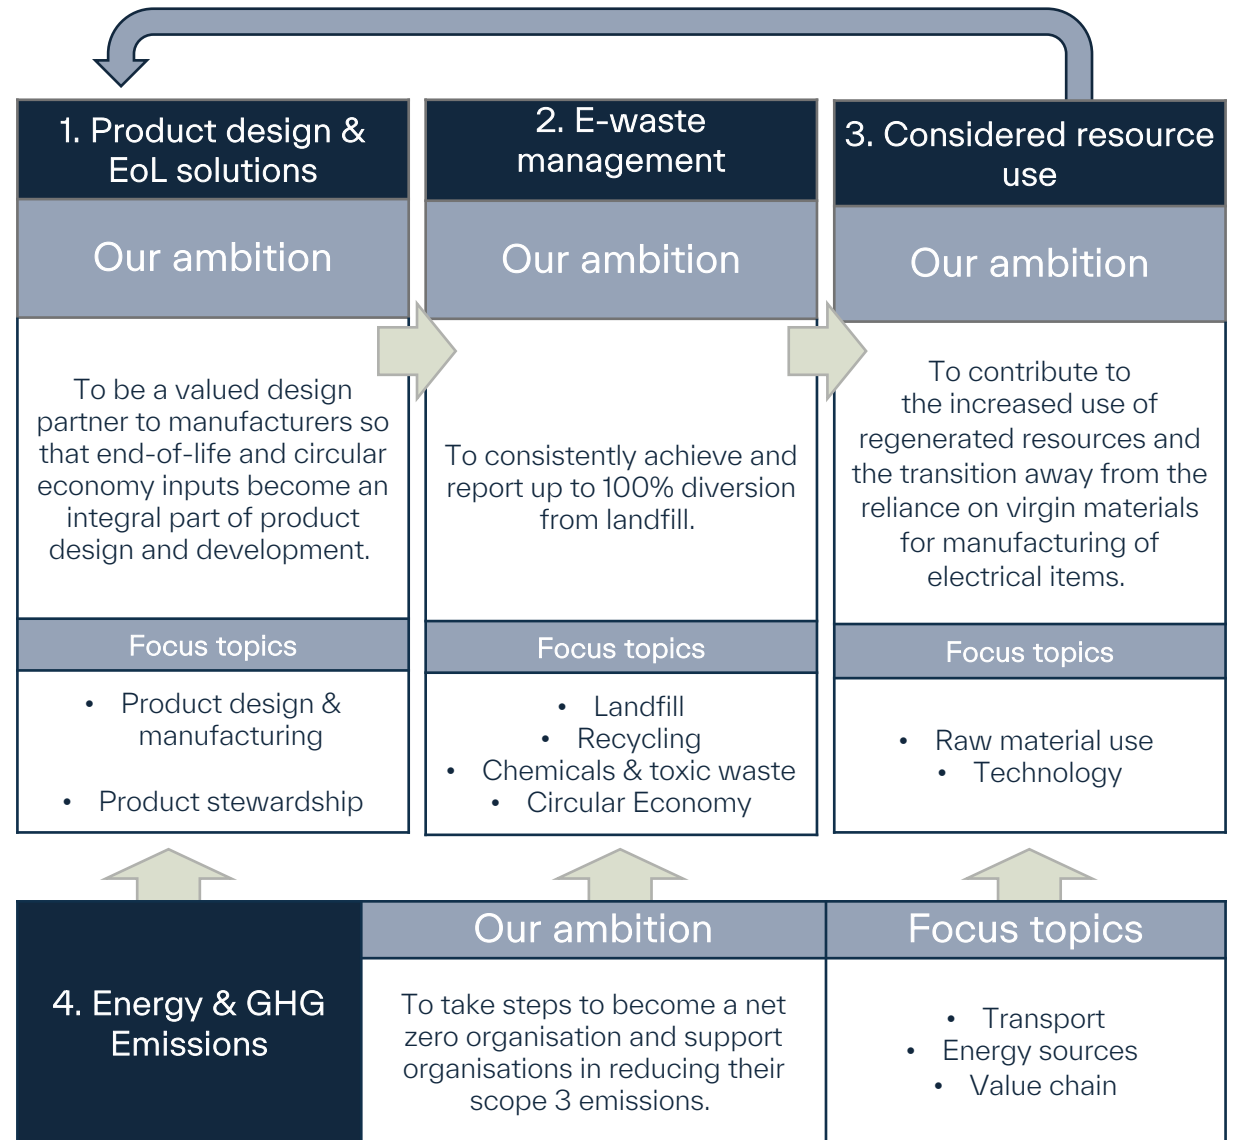 1. Product design &
EoL solutions
Our ambition
To be a valued design
partner to manufacturers so
that end-of-life and circular
economy inputs become an
integral part of product
design and development.
Focus topics
• Product design &
manufacturing
• Product stewardship
2. E-waste
management
Our ambition
To consistently achieve and
report up to 100% diversion
from landfill.
Focus topics
• Landfill
• Recycling
• Chemicals & toxic waste
• Circular Economy
3. Considered resource
use
Our ambition
To contribute to
the increased use of
regenerated resources and
the transition away from the
reliance on virgin materials
for manufacturing of
electrical items.
Focus topics
• Raw material use
• Technology
4. Energy & GHG
Emissions
Our ambition
To take steps to become a net
zero organisation and support
organisations in reducing their
scope 3 emissions.
Focus topics
• Transport
• Energy sources
• Value chain